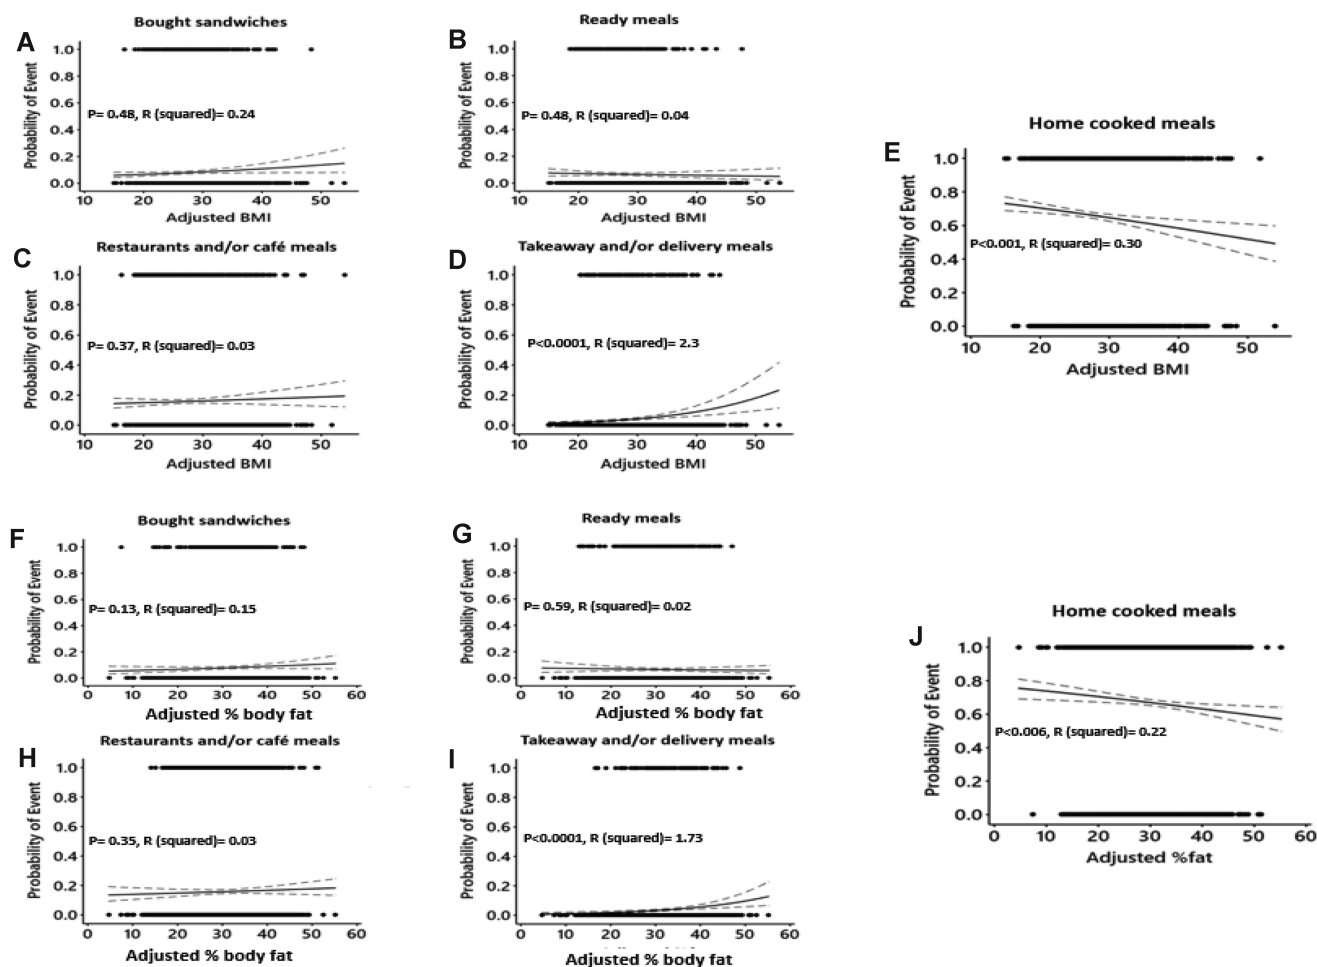 Bought sandwiches
A
1.0
0.8
0.6
0.4
0.2
0.0
Probability of Event
P= 0.48, R (squared)= 0.24
10 20 30 40 50
Adjusted BMI
Ready meals
B
1.0
0.8
0.6
0.4
0.2
0.0
Probability of Event
P= 0.48, R (squared)= 0.04
10 20 30 40 50
Adjusted BMI
Restaurants and/or café meals
C
1.0
0.8
0.6
0.4
0.2
0.0
Probability of Event
P= 0.37, R (squared)= 0.03
10 20 30 40 50
Adjusted BMI
Takeaway and/or delivery meals
D
1.0
0.8
0.6
0.4
0.2
0.0
Probability of Event
P<0.0001, R (squared)= 2.3
10 20 30 40 50
Adjusted BMI
Home cooked meals
E
1.0
0.8
0.6
0.4
0.2
0.0
Probability of Event
P<0.001, R (squared)= 0.30
10 20 30 40 50
Adjusted BMI
Bought sandwiches
F
1.0
0.8
0.6
0.4
0.2
0.0
Probability of Event
P= 0.13, R (squared)= 0.15
0 10 20 30 40 50 60
Adjusted % body fat
Ready meals
G
1.0
0.8
0.6
0.4
0.2
0.0
Probability of Event
P= 0.59, R (squared)= 0.02
0 10 20 30 40 50 60
Adjusted % body fat
Restaurants and/or café meals
H
1.0
0.8
0.6
0.4
0.2
0.0
Probability of Event
P= 0.35, R (squared)= 0.03
0 10 20 30 40 50 60
Adjusted % body fat
Takeaway and/or delivery meals
I
1.0
0.8
0.6
0.4
0.2
0.0
Probability of Event
P<0.0001, R (squared)= 1.73
0 10 20 30 40 50 60
Adjusted % body fat
Home cooked meals
J
1.0
0.8
0.6
0.4
0.2
0.0
Probability of Event
P<0.006, R (squared)= 0.22
0 10 20 30 40 50 60
Adjusted %fat